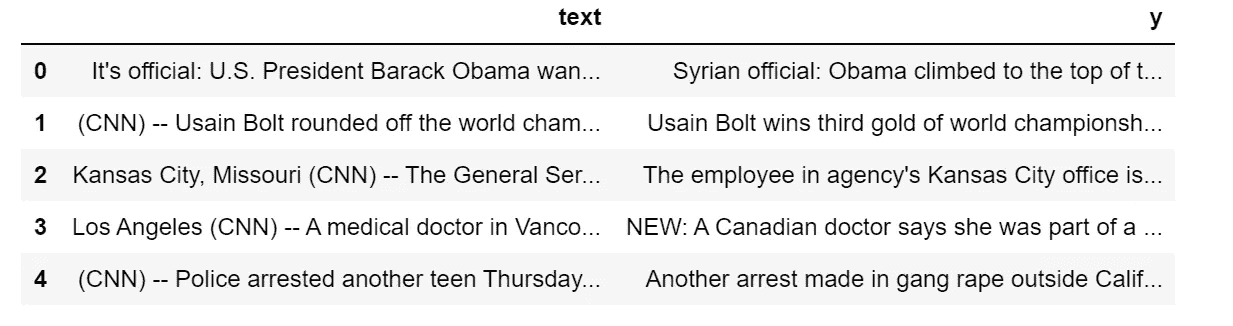 text y
0 It's official: U.S. President Barack Obama wan... Syrian official: Obama climbed to the top of t...
1 (CNN) -- Usain Bolt rounded off the world cham... Usain Bolt wins third gold of world championsh...
2 Kansas City, Missouri (CNN) -- The General Ser... The employee in agency's Kansas City office is...
3 Los Angeles (CNN) -- A medical doctor in Vanco... NEW: A Canadian doctor says she was part of a ...
4 (CNN) -- Police arrested another teen Thursday... Another arrest made in gang rape outside Calif...